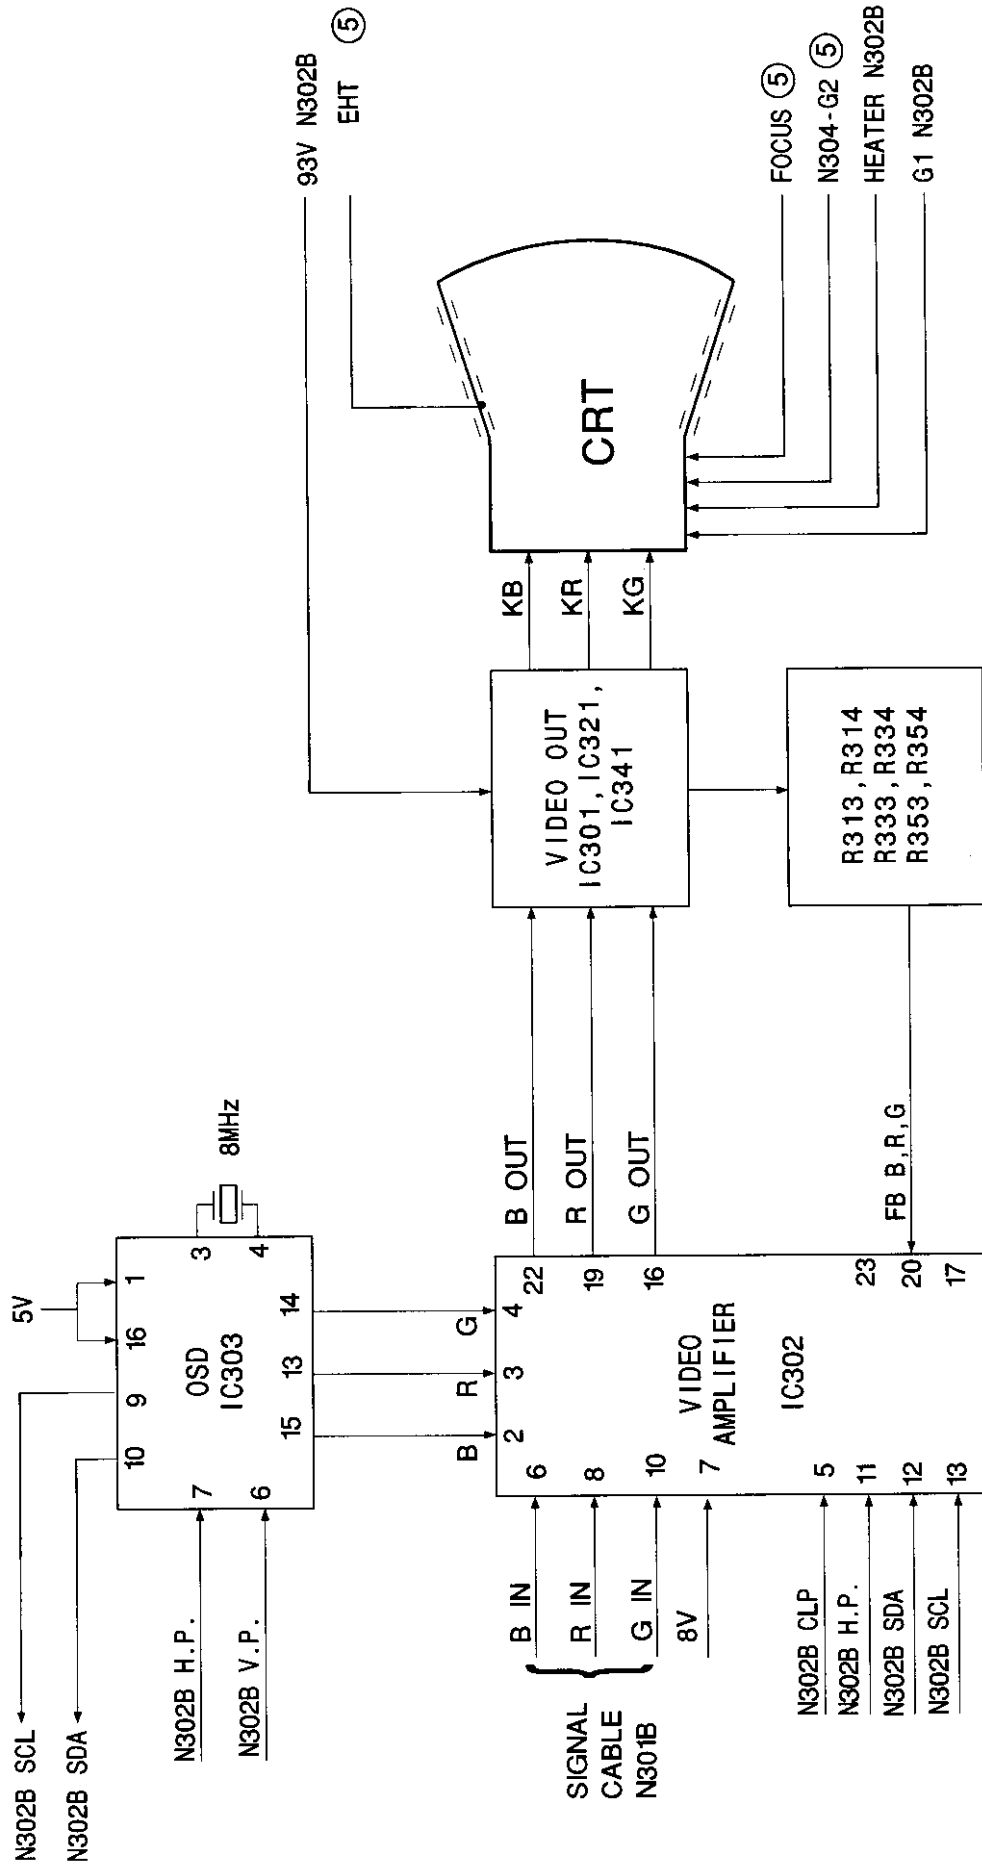 N302B SCL
N302B SDA
5V
10
9
16
1
7
6
OSD
IC303
3
4
8MHz
15
13
14
N302B H.P.
N302B V.P.
B
R
G
SIGNAL
CABLE
N301B
B IN
R IN
G IN
8V
N302B CLP
N302B H.P.
N302B SDA
N302B SCL
2
3
4
6
8
10
7
5
11
12
13
VIDEO
AMPLIFIER
IC302
22
19
16
23
20
17
B OUT
R OUT
G OUT
FB B,R,G
VIDEO OUT
IC301,IC321,
IC341
R313,R314
R333,R334
R353,R354
KB
KR
KG
CRT
93V N302B
EHT 5
FOCUS 5
N304-G2 5
HEATER N302B
G1 N302B